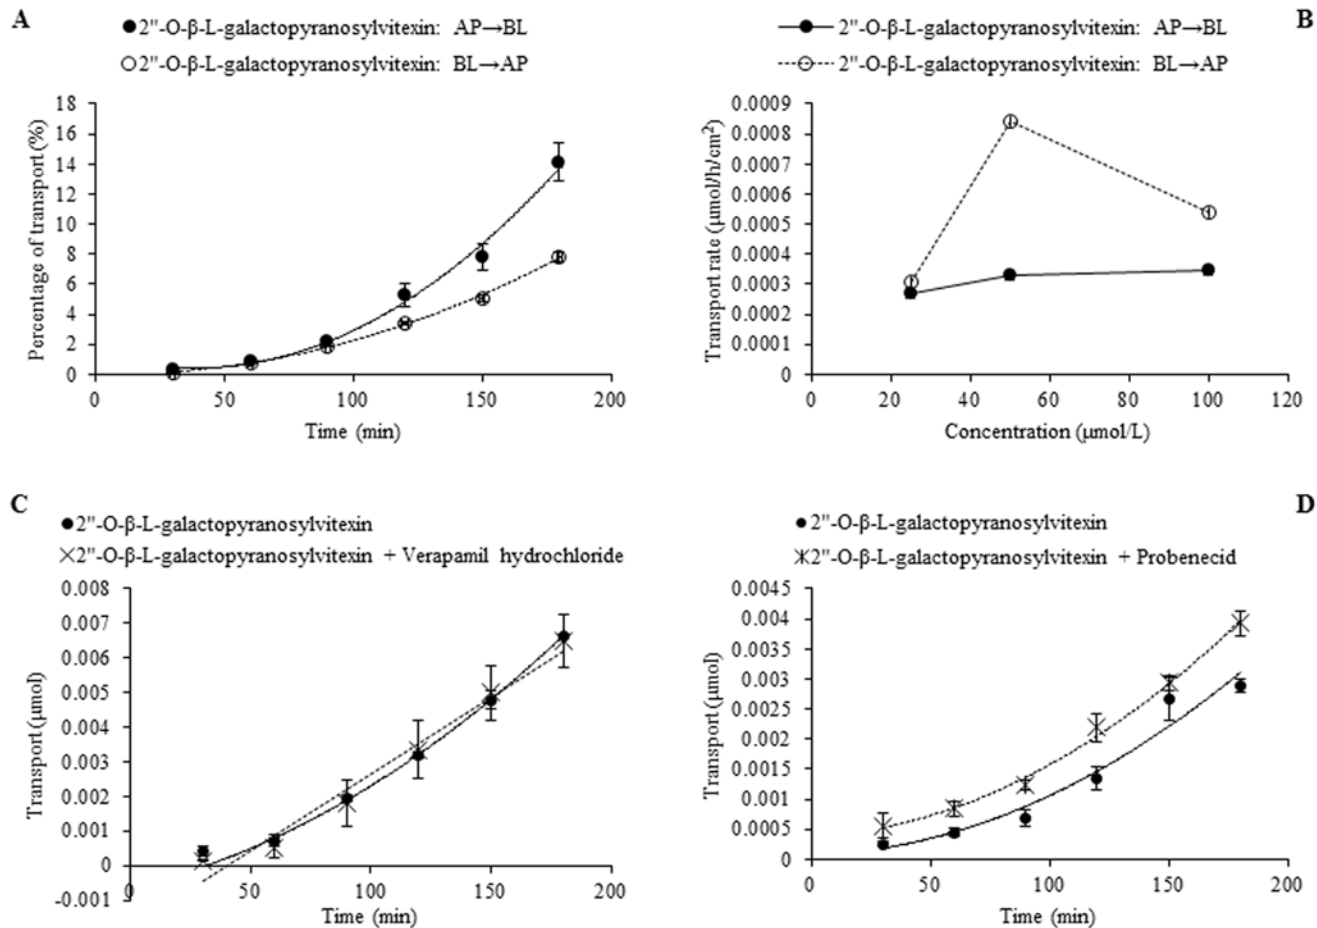 A
2"-O-β-L-galactopyranosylvitexin: AP→BL
2"-O-β-L-galactopyranosylvitexin: BL→AP
18
16
14
12
10
8
6
4
2
0
Percentage of transport (%)
0 50 100 150 200
Time (min)
B
2"-O-β-L-galactopyranosylvitexin: AP→BL
2"-O-β-L-galactopyranosylvitexin: BL→AP
0.0009
0.0008
0.0007
0.0006
0.0005
0.0004
0.0003
0.0002
0.0001
0
Transport rate (μmol/h/cm²)
0 20 40 60 80 100 120
Concentration (μmol/L)
C
2"-O-β-L-galactopyranosylvitexin
2"-O-β-L-galactopyranosylvitexin + Verapamil hydrochloride
0.008
0.007
0.006
0.005
0.004
0.003
0.002
0.001
0
-0.001
Transport (μmol)
0 50 100 150 200
Time (min)
D
2"-O-β-L-galactopyranosylvitexin
2"-O-β-L-galactopyranosylvitexin + Probenecid
0.0045
0.004
0.0035
0.003
0.0025
0.002
0.0015
0.001
0.0005
0
Transport (μmol)
0 50 100 150 200
Time (min)